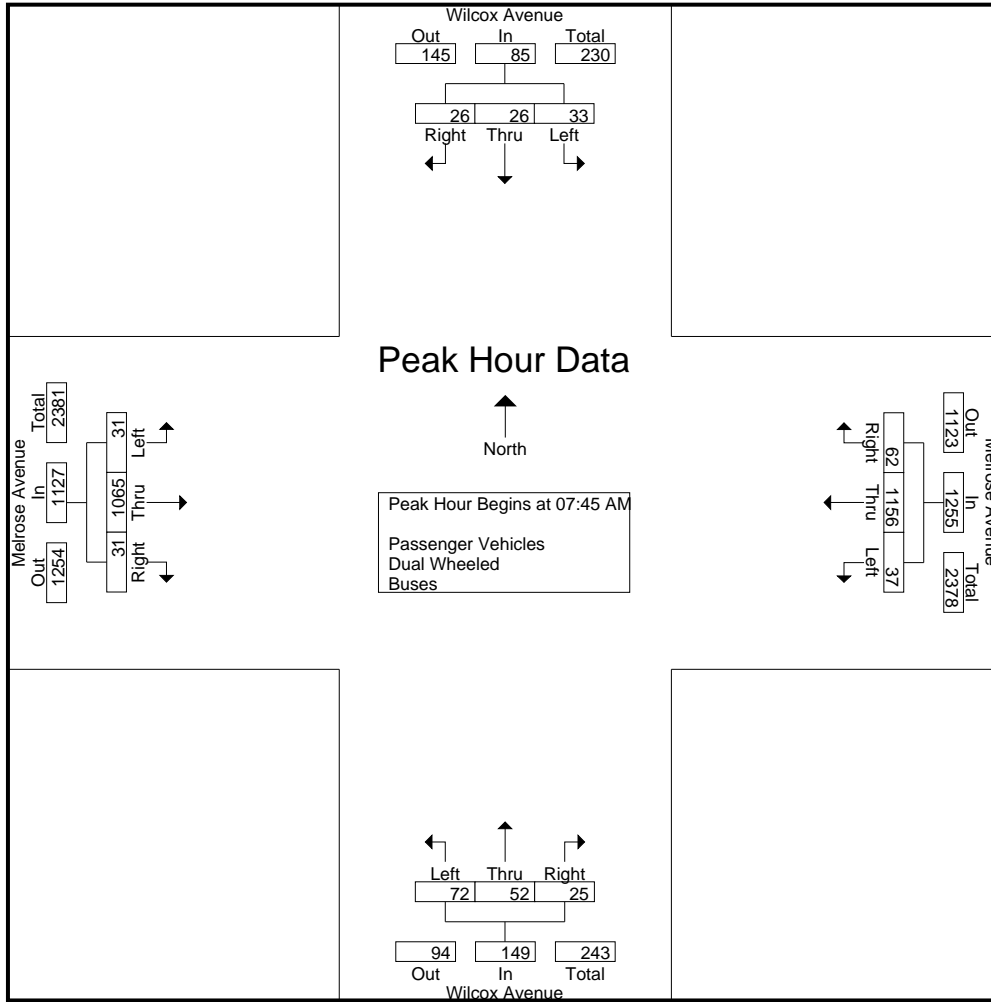 Wilcox Avenue
Out In Total
145 85 230
26 26 33
Right Thru Left
Peak Hour Data
North
Peak Hour Begins at 07:45 AM
Passenger Vehicles
Dual Wheeled
Buses
Melrose Avenue
Total In Out
2381 1127 1254
31 1065 31
Left Thru Right
Melrose Avenue
Out In Total
1123 1255 2378
62 1156 37
Right Thru Left
Left Thru Right
72 52 25
94 149 243
Out In Total
Wilcox Avenue